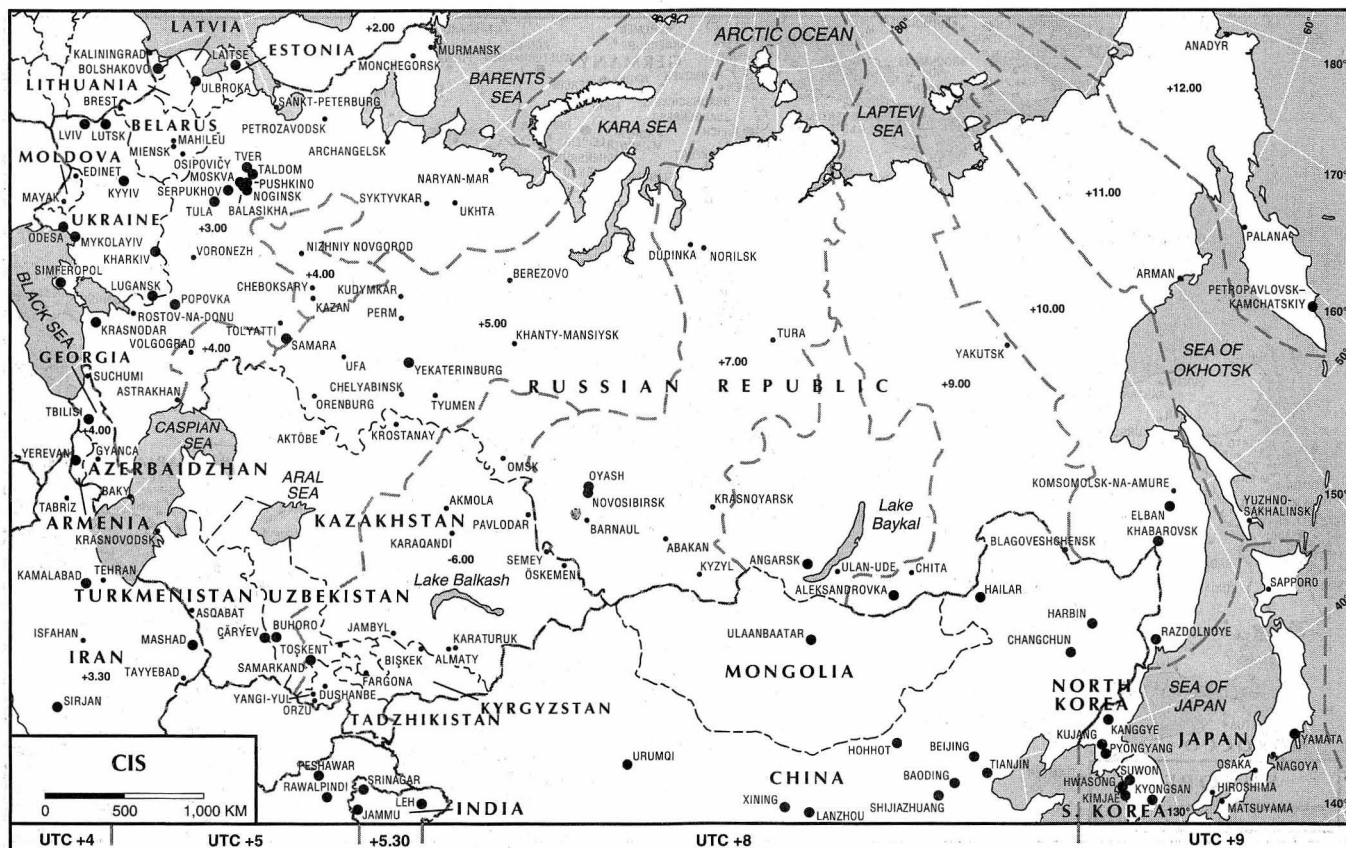 LATVIA
+2.00
ARCTIC OCEAN
80°
60°
KALININGRAD
LAITSE
ESTONIA
MURMANSK
ANADYR
BOLSHAKOVO
MONCHEGORSK
BARENTS SEA
180°
LITHUANIA
ULBROKA
LAPTEV SEA
+12.00
BREST
SANKT-PETERBURG
KARA SEA
LVIV
LUTSK
BELARUS
PETROZAVODSK
MAHILEU
MIENSK
ARCHANGELSK
MOLDOVA
OSIPOVIČY
TVER
TALDOM
170°
EDINET
MOSKVA
PUSHKINO
NARYAN-MAR
+11.00
MAYAK
KYYIV
SERPUKHOV
NOGINSK
SYKTYVKAR
UKHTA
TULA
BALASIKHA
UKRAINE
+3.00
ODESA
MYKOLAYIV
VORONEZH
NIZHNIY NOVGOROD
DUDINKA
NORILSK
PALANA
KHARKIV
SIMFEROPOL
+4.00
BEREZOVO
ARMAN
BLACK SEA
LUGANSK
CHEBOKSARY
KUDYMKAR
PETROPAVLOVSK-
KAMCHATSKIY
POPOVKA
KAZAN
+10.00
ROSTOV-NA-DONU
PERM
160°
KRASNODAR
TOLYATTI
+5.00
VOLGOGRAD
+4.00
SAMARA
KHANTY-MANSIYSK
TURA
YAKUTSK
SEA OF OKHOTSK
50°
GEORGIA
UFA
YEKATERINBURG
+7.00
SUCHUMI
CHELYABINSK
RUSSIAN REPUBLIC
+9.00
ASTRAKHAN
ORENBURG
TYUMEN
TBILISI
CASPIAN SEA
AKTÖBE
KROSTANAY
+4.00
YEREVAN
GYANCA
OMSK
AZERBAIDZHAN
ARAL SEA
OYASH
KOMSOMOLSK-NA-AMURE
BAKY
AKMOLA
NOVOSIBIRSK
KRASNOYARSK
Lake Baykal
150°
TABRIZ
KAZAKHSTAN
PAVLODAR
ELBAN
YUZHNO-
SAKHALINSK
ARMENIA
BARNAUL
KRASNOVODSK
KARAQANDI
BLAGOVESHCHENSK
KHABAROVSK
-6.00
SEMEY
ABAKAN
ANGARSK
TEHRAN
ÖSKEMEN
KYZYL
ULAN-UDE
CHITA
KAMALABAD
Lake Balkash
HAILAR
SAPPORO
TURKMENISTAN
UZBEKISTAN
ALEKSANDROVKA
40°
ASQABAT
HARBIN
ISFAHAN
MASHAD
ÇÄRÝEV
BUHORO
JAMBYL
KARATURUK
ULAANBAATAR
CHANGCHUN
RAZDOLNOYE
TOŞKENT
BIŞKEK
ALMATY
IRAN
SAMARKAND
MONGOLIA
+3.30
TAYYEBAD
FARGONA
DUSHANBE
YANGI-YUL
KYRGYZSTAN
NORTH KOREA
SEA OF JAPAN
SIRJAN
ORZU
TADZHIKISTAN
KANGGYE
KUJANG
JAPAN
YAMATA
HOHHOT
BEIJING
PYONGYANG
CIS
URUMQI
TIANJIN
OSAKA
NAGOYA
PESHAWAR
SRINAGAR
CHINA
BAODING
HWASONG
SUWON
RAWALPINDI
KYONGSAN
HIROSHIMA
0 500 1,000 KM
LEH
INDIA
XINING
SHIJIAZHUANG
KIMJAE
MATSUYAMA
JAMMU
LANZHOU
S. KOREA
130°
140°
UTC +4
UTC +5
+5.30
UTC +8
UTC +9